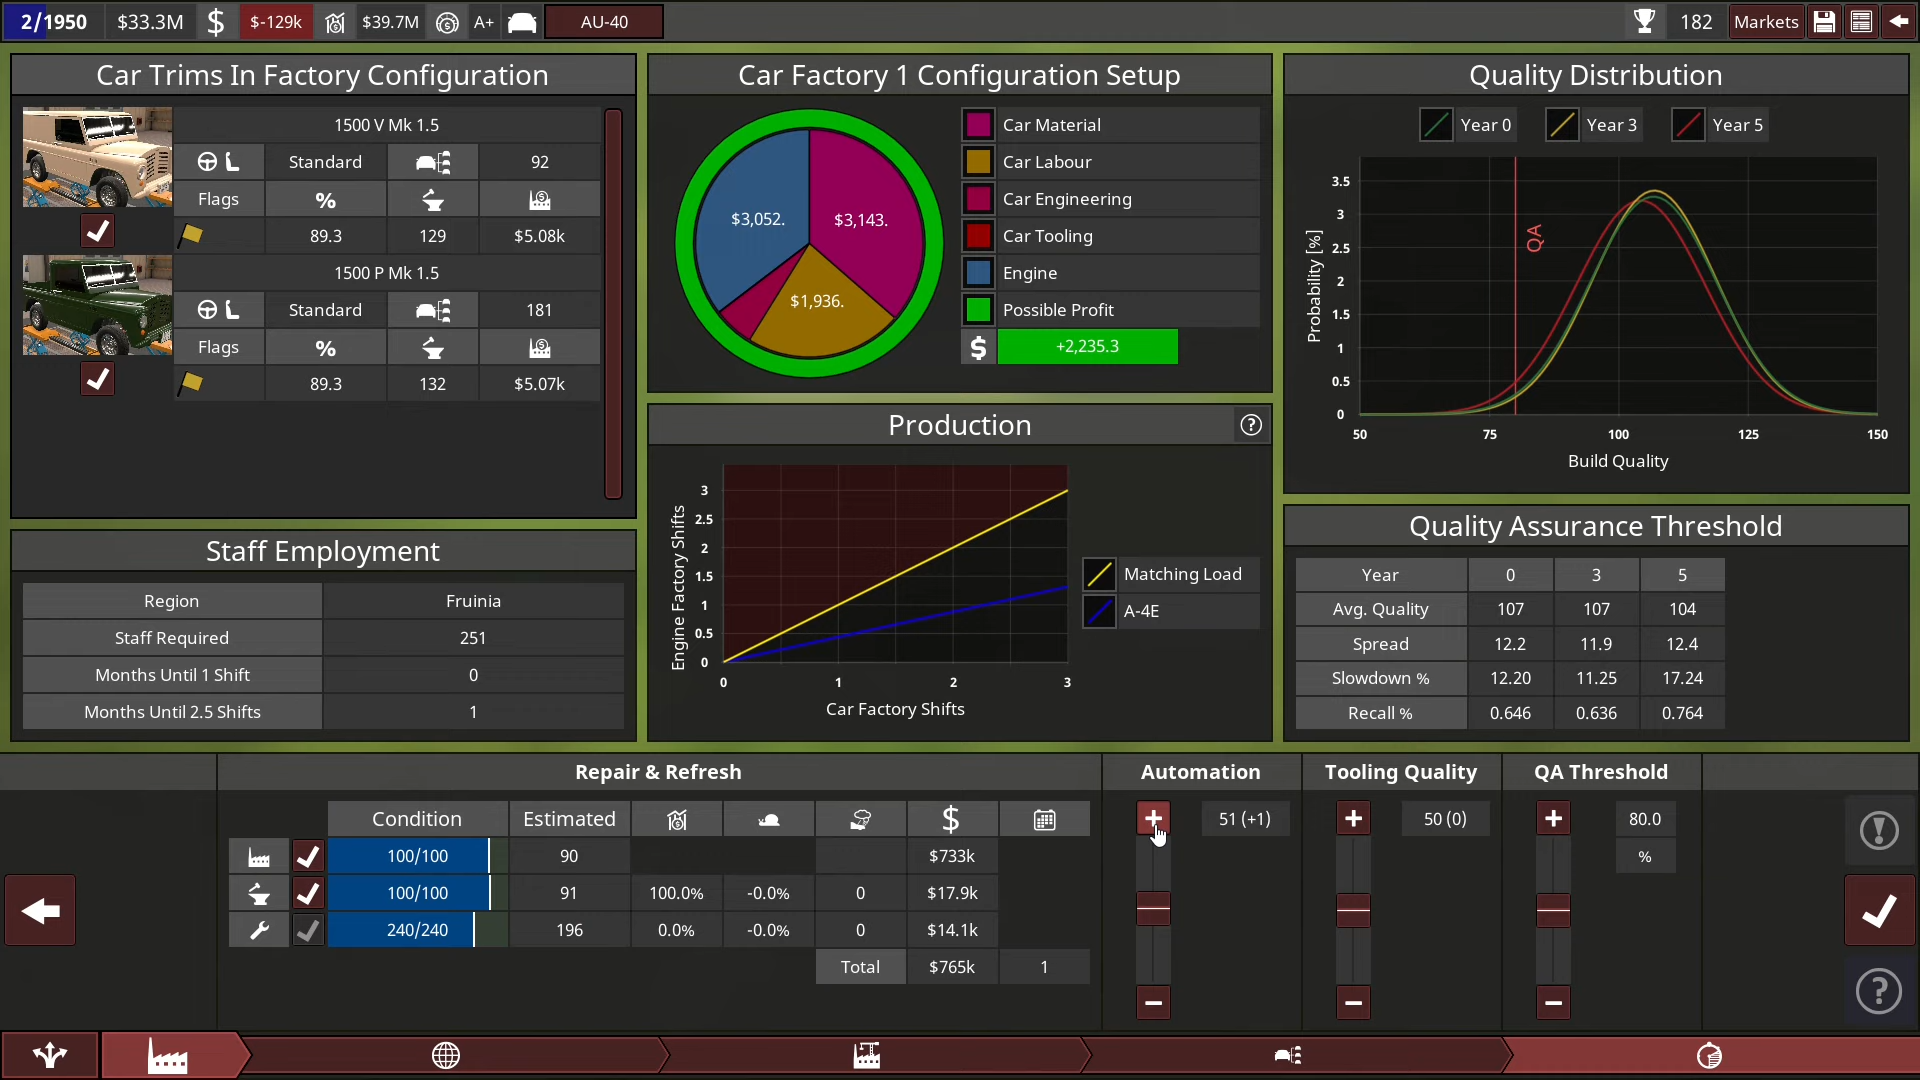 2/1950 $33.3M $-129k $39.7M A+ AU-40 182 Markets
Car Trims In Factory Configuration
1500 V Mk 1.5
Standard 92
Flags %
89.3 129 $5.08k
1500 P Mk 1.5
Standard 181
Flags %
89.3 132 $5.07k
Staff Employment
Region Fruinia
Staff Required 251
Months Until 1 Shift 0
Months Until 2.5 Shifts 1
Car Factory 1 Configuration Setup
$3,052. $3,143.
$1,936.
Car Material
Car Labour
Car Engineering
Car Tooling
Engine
Possible Profit
$ +2,235.3
Production ?
Engine Factory Shifts
3
2.5
2
1.5
1
0.5
0
0 1 2 3
Car Factory Shifts
Matching Load
A-4E
Quality Distribution
Year 0 Year 3 Year 5
Probability [%]
3.5
3
2.5
2
1.5
1
0.5
0
QA
50 75 100 125 150
Build Quality
Quality Assurance Threshold
Year 0 3 5
Avg. Quality 107 107 104
Spread 12.2 11.9 12.4
Slowdown % 12.20 11.25 17.24
Recall % 0.646 0.636 0.764
Repair & Refresh
Condition Estimated $
100/100 90 $733k
100/100 91 100.0% -0.0% 0 $17.9k
240/240 196 0.0% -0.0% 0 $14.1k
Total $765k 1
Automation
51 (+1)
Tooling Quality
50 (0)
QA Threshold
80.0
%